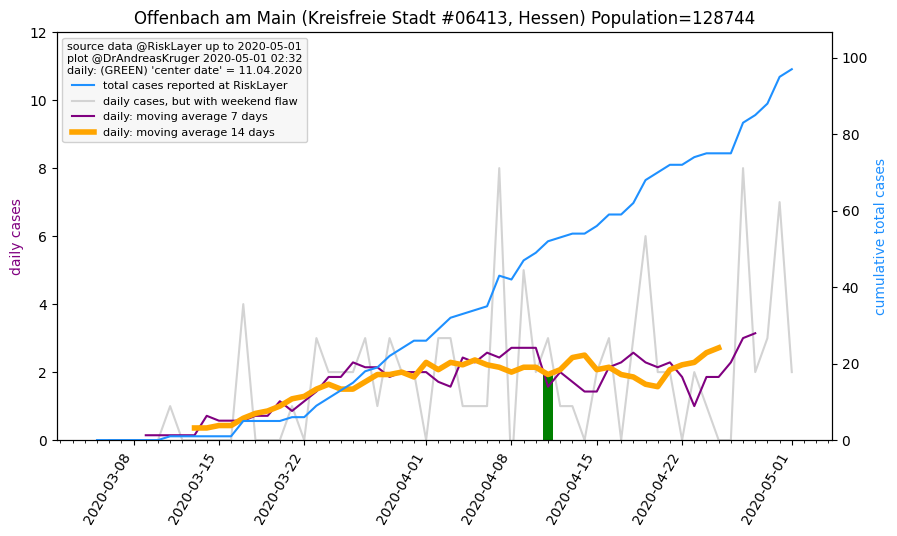 Offenbach am Main (Kreisfreie Stadt #06413, Hessen) Population=128744
source data @RiskLayer up to 2020-05-01
plot @DrAndreasKruger 2020-05-01 02:32
daily: (GREEN) 'center date' = 11.04.2020
total cases reported at RiskLayer
daily cases, but with weekend flaw
daily: moving average 7 days
daily: moving average 14 days
daily cases
12
10
8
6
4
2
0
cumulative total cases
100
80
60
40
20
0
2020-03-08
2020-03-15
2020-03-22
2020-04-01
2020-04-08
2020-04-15
2020-04-22
2020-05-01